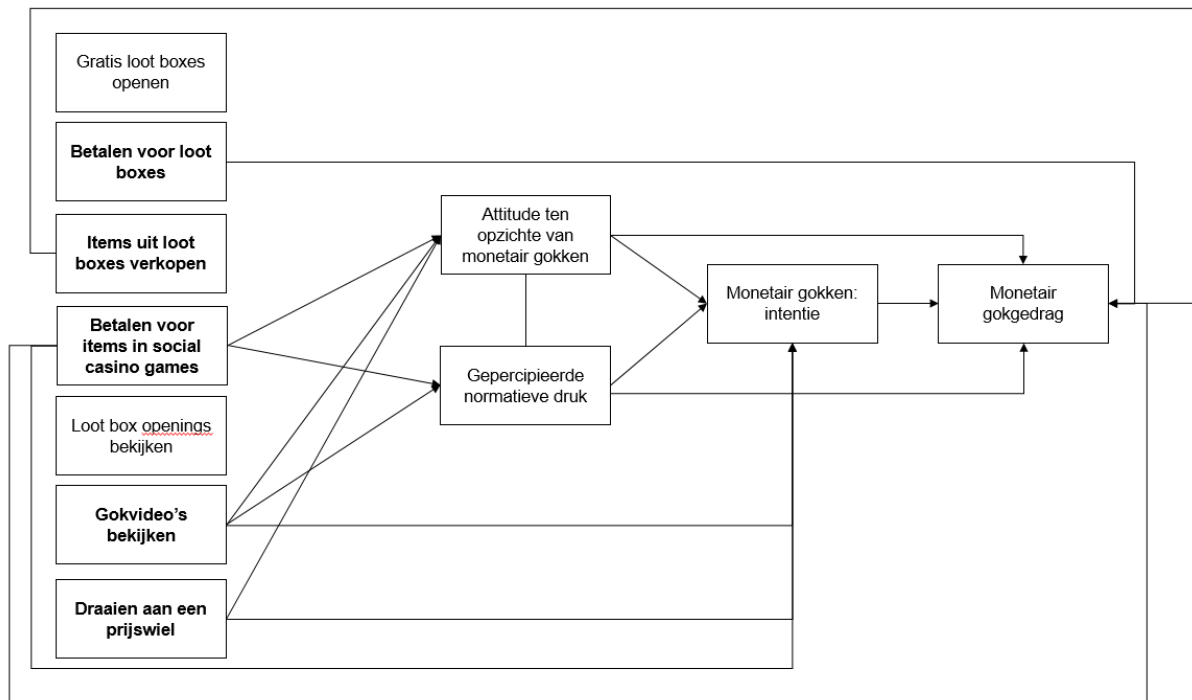 Gratis loot boxes
openen
Betalen voor loot
boxes
Items uit loot
boxes verkopen
Betalen voor
items in social
casino games
Loot box openings
bekijken
Gokvideo’s
bekijken
Draaien aan een
prijswiel
Attitude ten
opzichte van
monetair gokken
Gepercipieerde
normatieve druk
Monetair gokken:
intentie
Monetair
gokgedrag